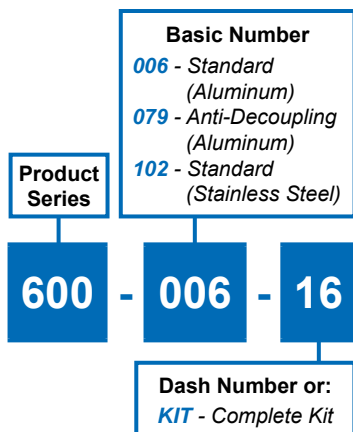 Basic Number
006 - Standard
(Aluminum)
079 - Anti-Decoupling
(Aluminum)
102 - Standard
(Stainless Steel)
Product
Series
600 - 006 - 16
Dash Number or:
KIT - Complete Kit